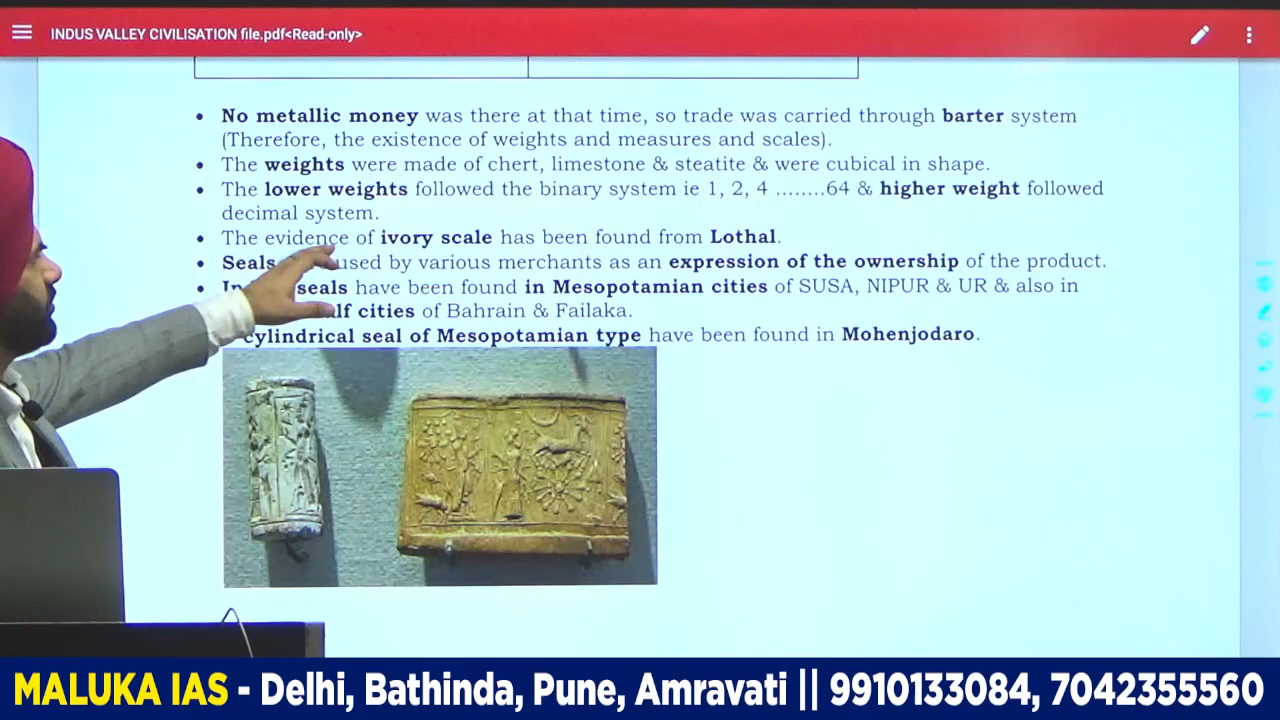 INDUS VALLEY CIVILISATION file.pdf<Read-only>
• No metallic money was there at that time, so trade was carried through barter system
(Therefore, the existence of weights and measures and scales).
• The weights were made of chert, limestone & steatite & were cubical in shape.
• The lower weights followed the binary system ie 1, 2, 4 ........64 & higher weight followed
decimal system.
• The evidence of ivory scale has been found from Lothal.
• Seals used by various merchants as an expression of the ownership of the product.
• seals have been found in Mesopotamian cities of SUSA, NIPUR & UR & also in
cities of Bahrain & Failaka.
cylindrical seal of Mesopotamian type have been found in Mohenjodaro.
MALUKA IAS - Delhi, Bathinda, Pune, Amravati || 9910133084, 7042355560